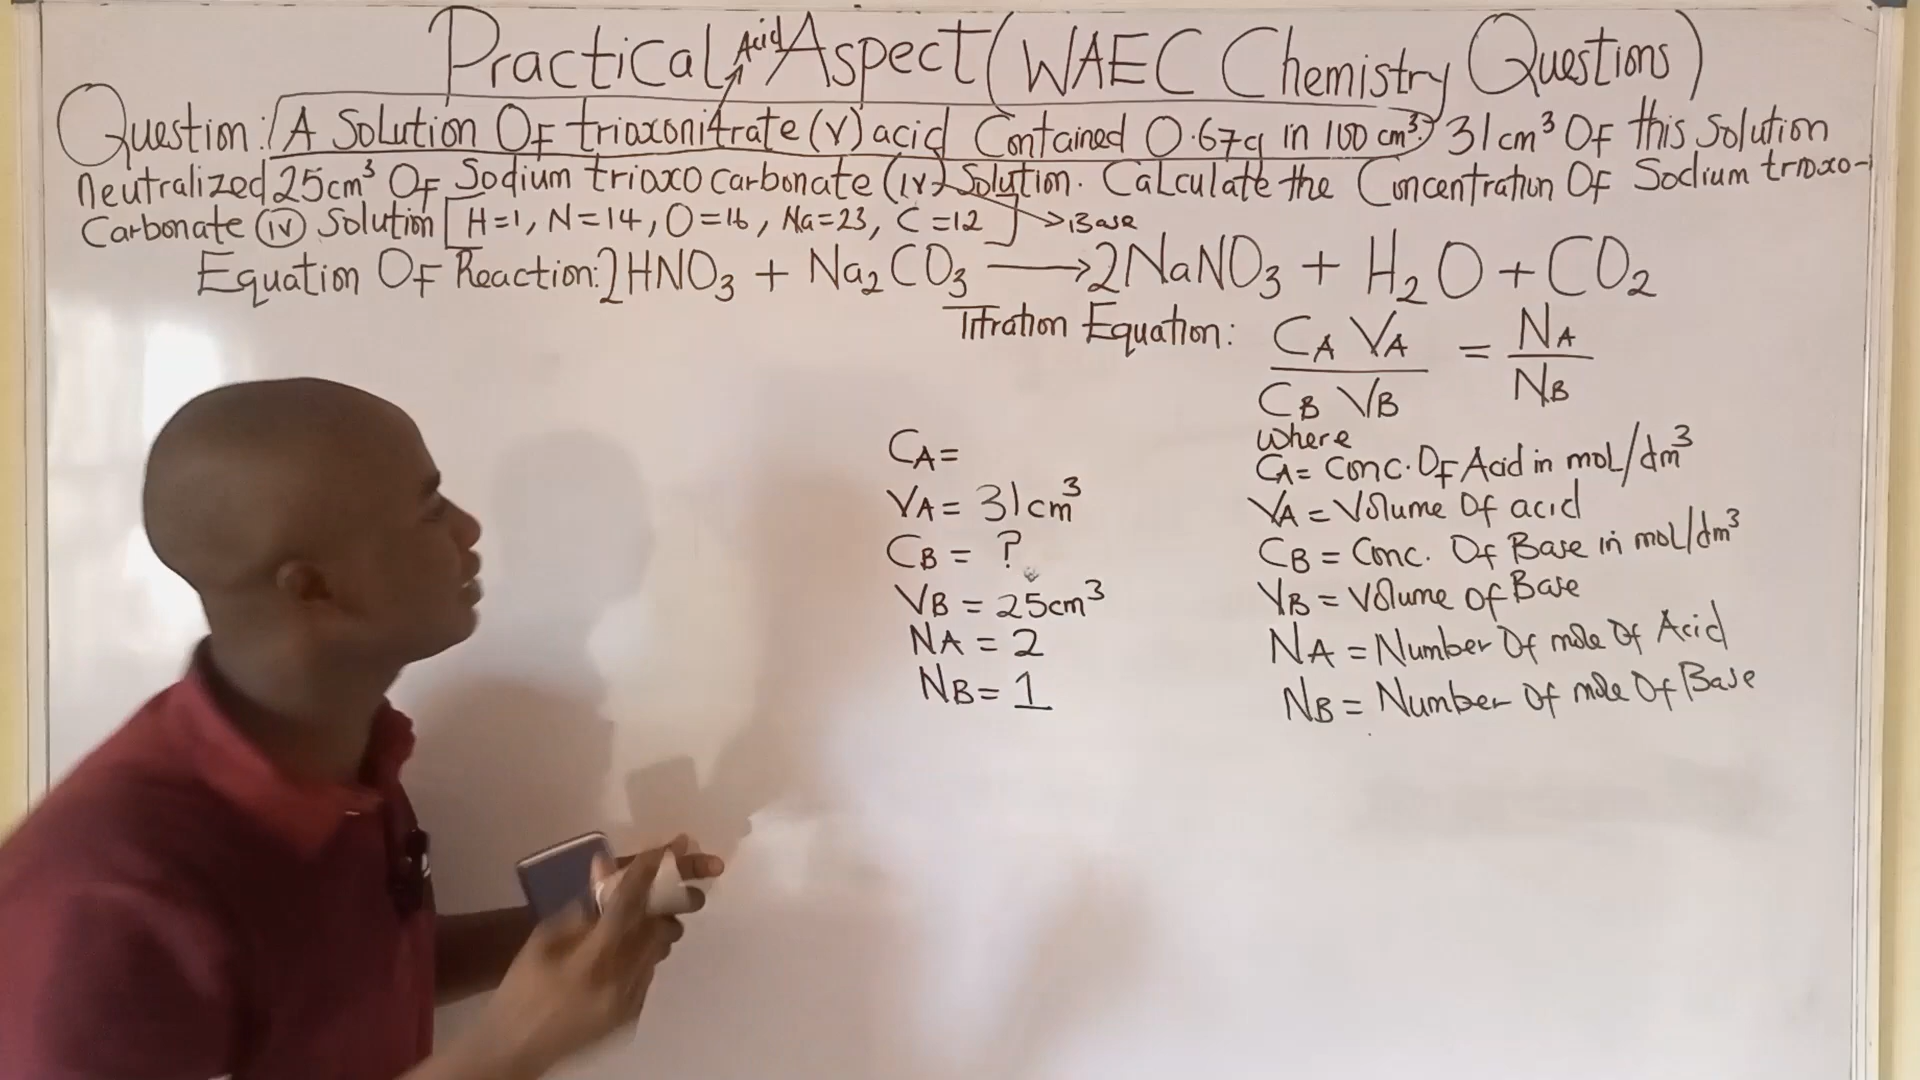 Practical Aspect (WAEC Chemistry Questions)
Acid
Question: A Solution Of trioxonitrate (V) acid Contained 0.67g in 100 cm³. 31cm³ Of this Solution
Neutralized 25cm³ Of Sodium trioxocarbonate (IV) Solution. Calculate the Concentration Of Sodium trioxo-
Carbonate (IV) Solution [H=1, N=14, O=16, Na=23, C=12]
Base
Equation Of Reaction: 2HNO₃ + Na₂CO₃ → 2NaNO₃ + H₂O + CO₂
Titration Equation: CA VA / CB VB = NA / NB
CA=
VA = 31cm³
CB = ?
VB = 25cm³
NA = 2
NB = 1
where
CA = Conc. Of Acid in mol/dm³
VA = Volume Of acid
CB = Conc. Of Base in mol/dm³
VB = Volume of Base
NA = Number Of mole Of Acid
NB = Number Of mole Of Base